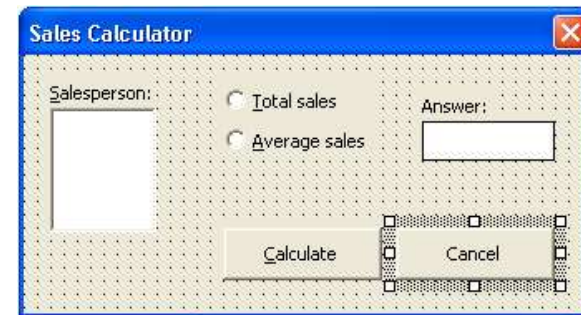 Sales Calculator
Salesperson:
Total sales
Average sales
Answer:
Calculate
Cancel